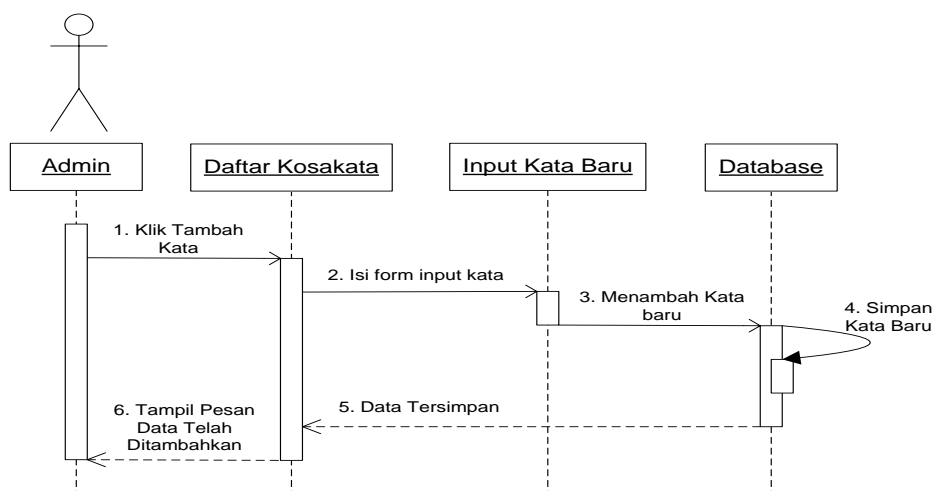 Admin
Daftar Kosakata
Input Kata Baru
Database
1. Klik Tambah
Kata
2. Isi form input kata
3. Menambah Kata
baru
4. Simpan
Kata Baru
5. Data Tersimpan
6. Tampil Pesan
Data Telah
Ditambahkan